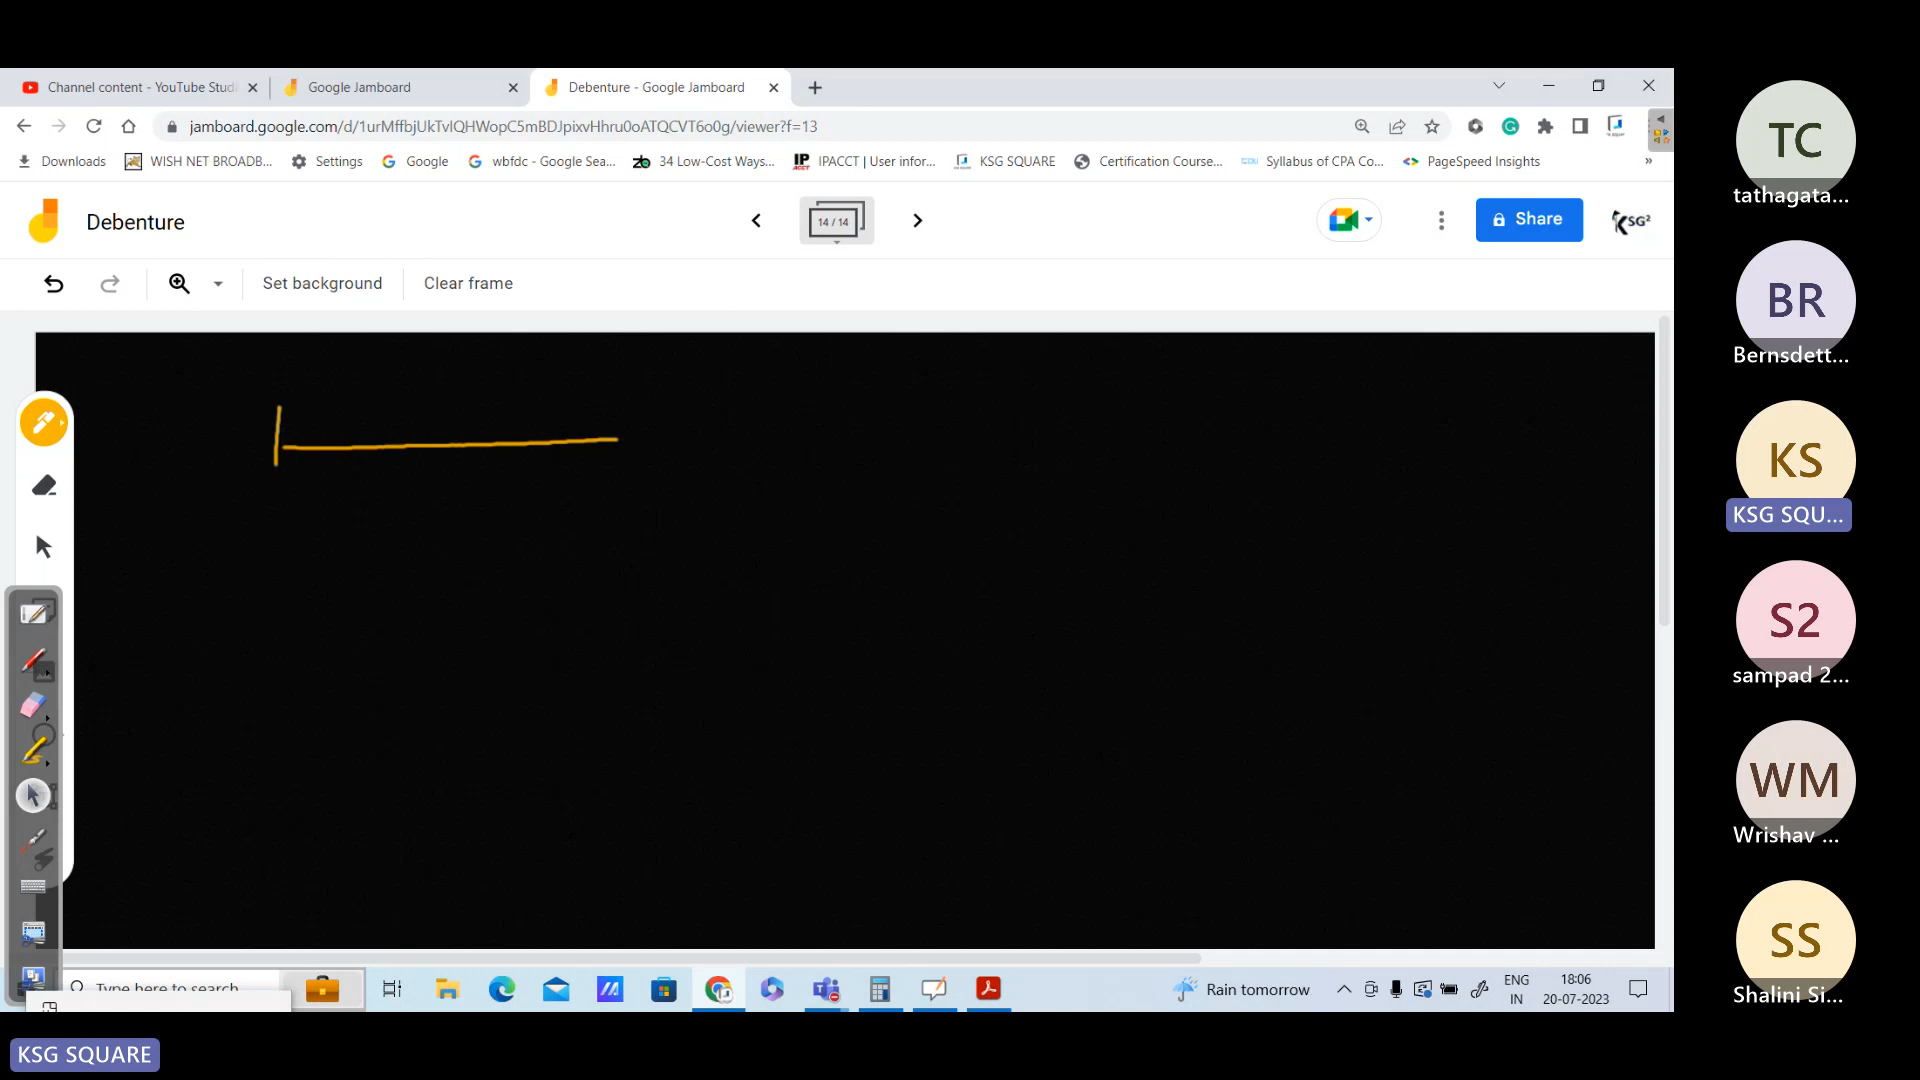 Channel content - YouTube Studi
Google Jamboard
Debenture - Google Jamboard
jamboard.google.com/d/1urMffbjUkTvIQHWopC5mBDJpixvHhru0oATQCVT6o0g/viewer?f=13
Downloads
WISH NET BROADB...
Settings
Google
wbfdc - Google Sea...
34 Low-Cost Ways...
IPACCT | User infor...
KSG SQUARE
Certification Course...
Syllabus of CPA Co...
PageSpeed Insights
Debenture
14 / 14
Share
KSG²
Set background
Clear frame
TC
tathagata...
BR
Bernsdett...
KS
KSG SQU...
S2
sampad 2...
WM
Wrishav ...
SS
Shalini Si...
Type here to search
Rain tomorrow
ENG
IN
18:06
20-07-2023
KSG SQUARE